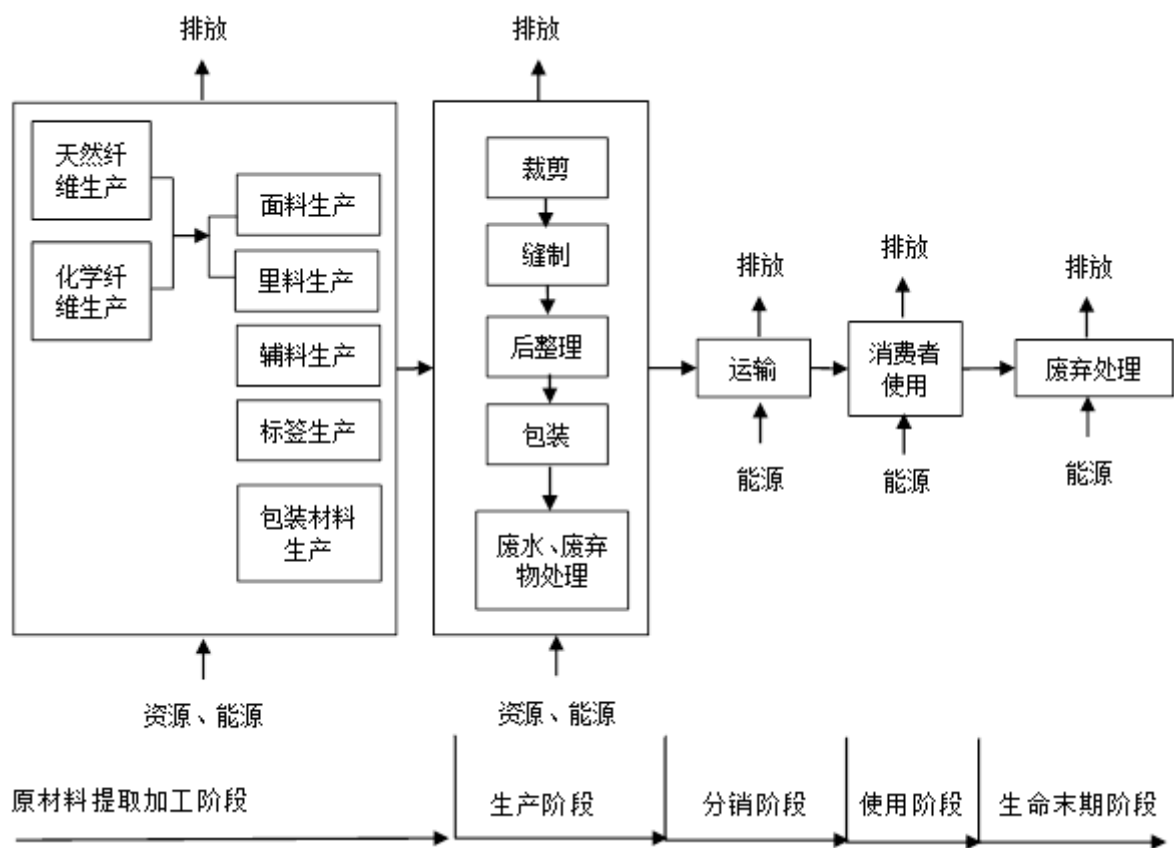 排放
排放
天然纤
维生产
化学纤
维生产
面料生产
里料生产
辅料生产
标签生产
包装材料
生产
资源、能源
裁剪
缝制
后整理
包装
废水、废弃
物处理
资源、能源
排放
运输
能源
排放
消费者
使用
能源
排放
废弃处理
能源
原材料提取加工阶段
生产阶段
分销阶段
使用阶段
生命末期阶段